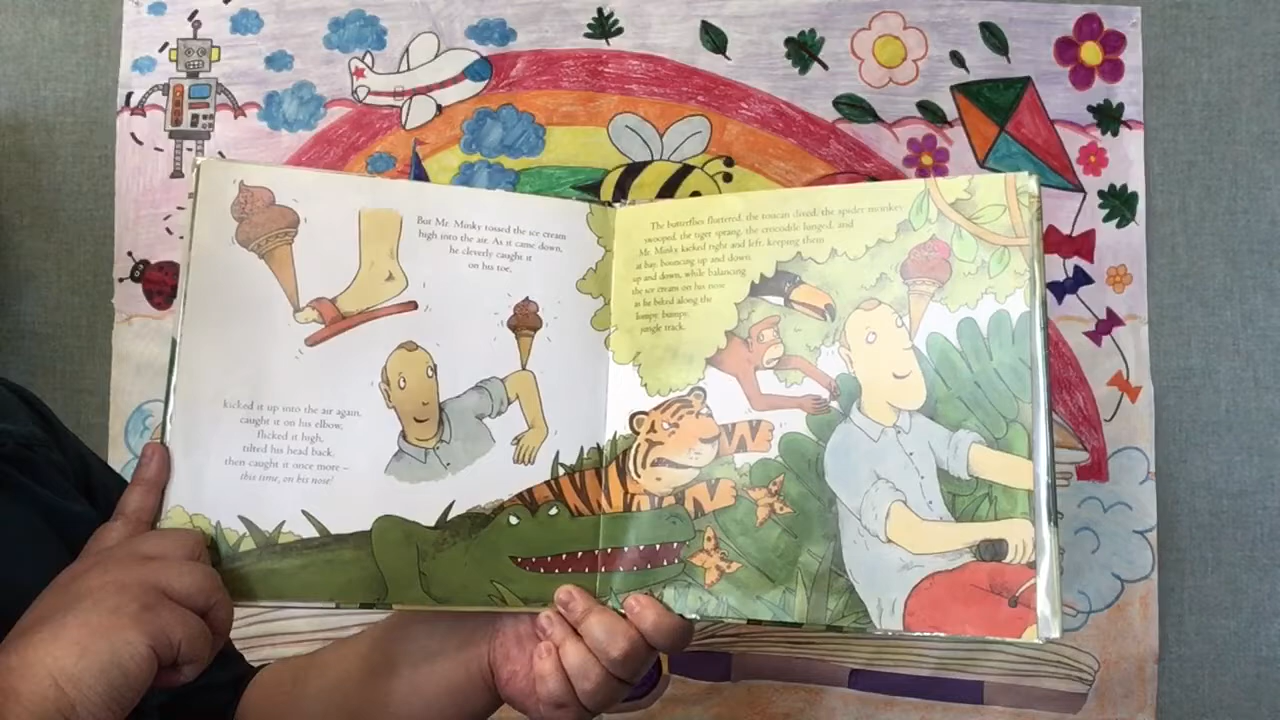 But Mr. Minky tossed the ice cream
high into the air. As it came down,
he cleverly caught it
on his toe,
kicked it up into the air again,
caught it on his elbow,
flicked it high,
tilted his head back,
then caught it once more –
this time, on his nose!
The butterflies fluttered, the toucan dived, the spider monkey
swooped, the tiger sprang, the crocodile lunged, and
Mr. Minky kicked right and left, keeping them
at bay, bouncing up and down,
up and down, while balancing
the ice cream on his nose
as he biked along the
lumpy, bumpy,
jungle track.